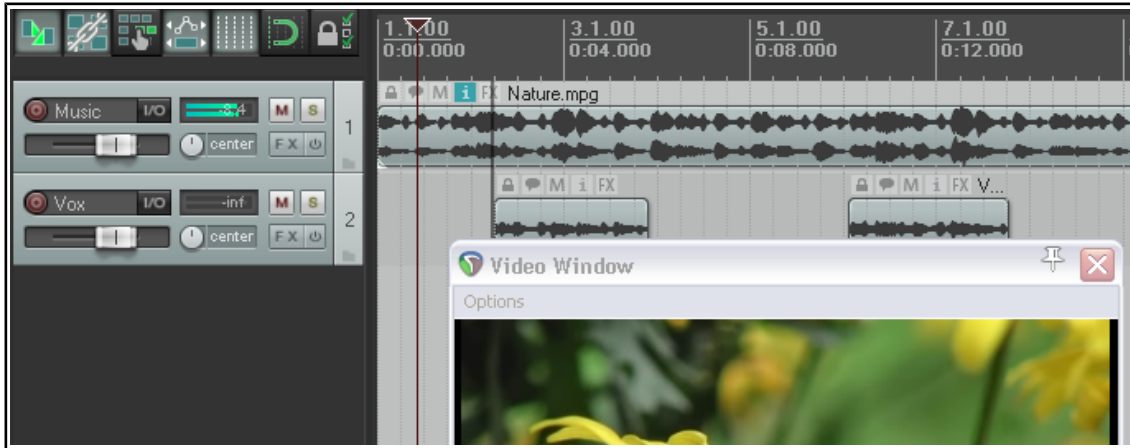 1.1.00 3.1.00 5.1.00 7.1.00
0:00.000 0:04.000 0:08.000 0:12.000
M i FX Nature.mpg
Music I/O -8.4 M S
center FX
1
M i FX
M i FX V...
Vox I/O -inf M S
center FX
2
Video Window
Options